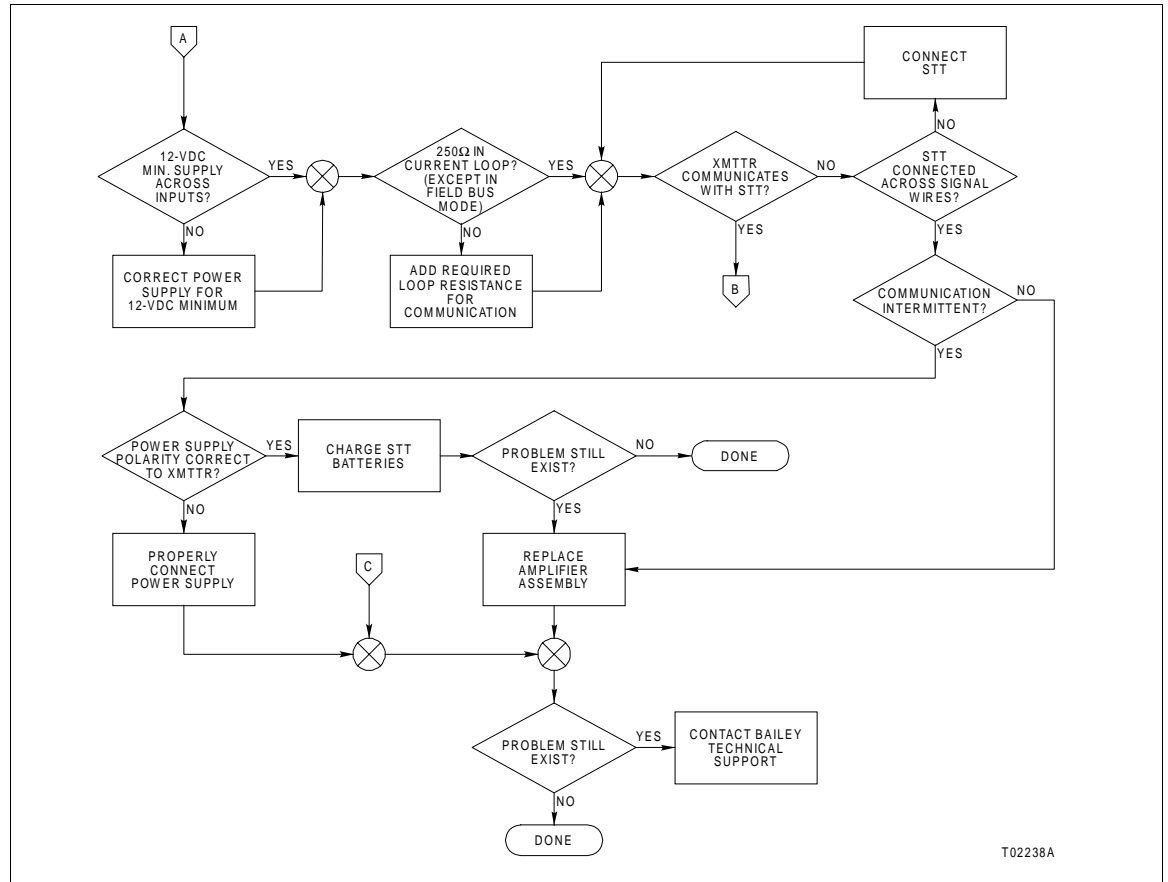 A
12-VDC
MIN. SUPPLY
ACROSS
INPUTS?
YES
NO
CORRECT POWER
SUPPLY FOR
12-VDC MINIMUM
250Ω IN
CURRENT LOOP?
(EXCEPT IN
FIELD BUS
MODE)
YES
NO
ADD REQUIRED
LOOP RESISTANCE
FOR
COMMUNICATION
XMTTR
COMMUNICATES
WITH STT?
NO
YES
B
CONNECT
STT
NO
STT
CONNECTED
ACROSS SIGNAL
WIRES?
YES
COMMUNICATION
INTERMITTENT?
NO
YES
POWER SUPPLY
POLARITY CORRECT
TO XMTTR?
YES
NO
CHARGE STT
BATTERIES
PROBLEM STILL
EXIST?
NO
DONE
YES
PROPERLY
CONNECT
POWER SUPPLY
C
REPLACE
AMPLIFIER
ASSEMBLY
PROBLEM STILL
EXIST?
YES
CONTACT BAILEY
TECHNICAL
SUPPORT
NO
DONE
T02238A